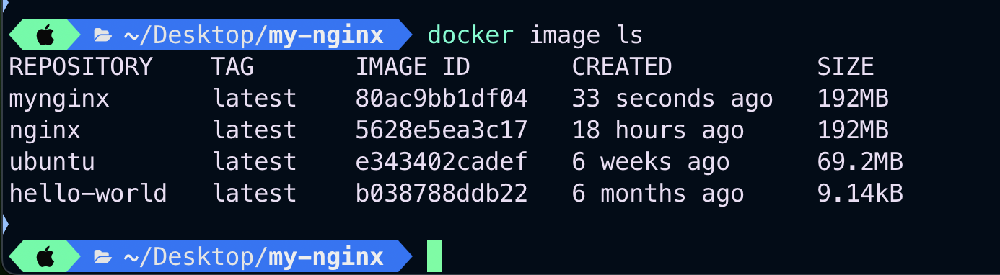 ~/Desktop/my-nginx docker image ls
REPOSITORY TAG IMAGE ID CREATED SIZE
mynginx latest 80ac9bb1df04 33 seconds ago 192MB
nginx latest 5628e5ea3c17 18 hours ago 192MB
ubuntu latest e343402cadef 6 weeks ago 69.2MB
hello-world latest b038788ddb22 6 months ago 9.14kB
~/Desktop/my-nginx